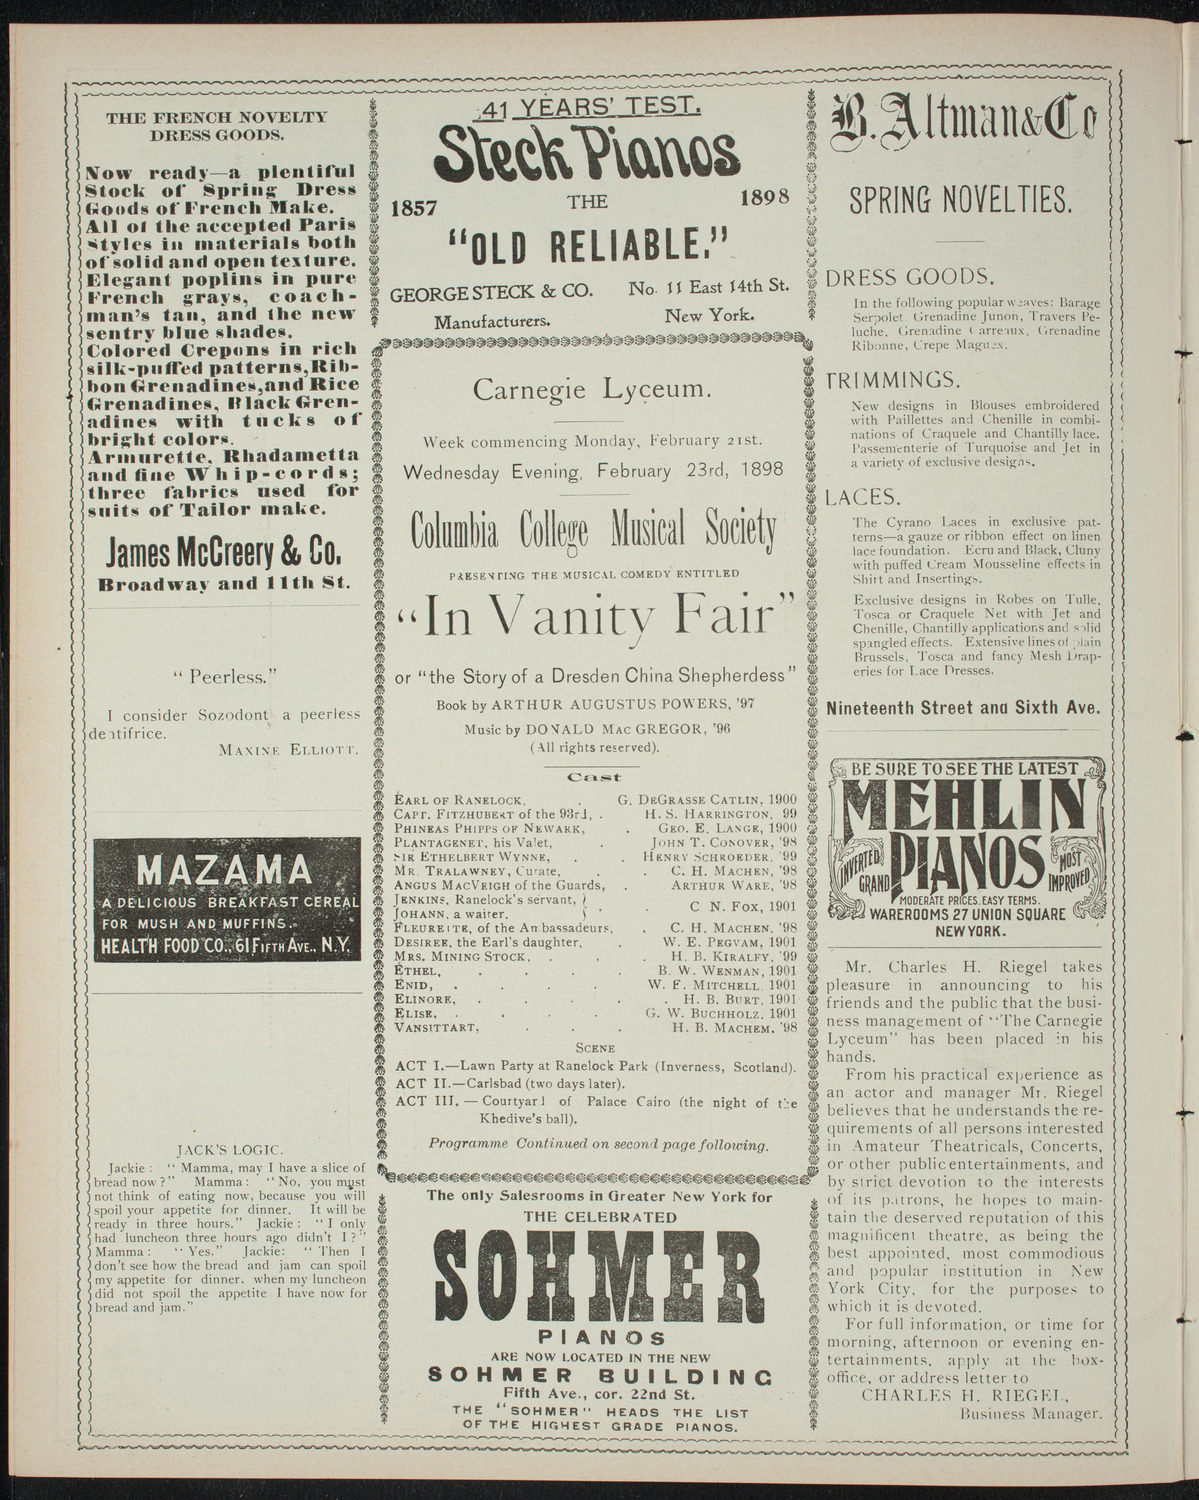 THE FRENCH NOVELTY
DRESS GOODS.
Now ready—a plentiful
Stock of Spring Dress
Goods of French Make.
All of the accepted Paris
Styles in materials both
of solid and open texture.
Elegant poplins in pure
French grays, coach-
man's tan, and the new
sentry blue shades.
Colored Crepons in rich
silk-puffed patterns, Rib-
bon Grenadines, and Rice
Grenadines, Black Gren-
adines with tucks of
bright colors.
Armurette, Rhadametta
and fine Whip-cords;
three fabrics used for
suits of Tailor make.
James McCreery & Co.
Broadway and 11th St.
"Peerless."
I consider Sozodont a peerless
dentifrice.
MAXINE ELLIOTT.
MAZAMA
A DELICIOUS BREAKFAST CEREAL
FOR MUSH AND MUFFINS.
HEALTH FOOD CO., 61 FIFTH AVE., N.Y.
JACK'S LOGIC.
Jackie: "Mamma, may I have a slice of
bread now?" Mamma: "No, you must
not think of eating now, because you will
spoil your appetite for dinner. It will be
ready in three hours." Jackie: "I only
had luncheon three hours ago didn't I?"
Mamma: "Yes." Jackie: "Then I
don't see how the bread and jam can spoil
my appetite for dinner, when my luncheon
did not spoil the appetite I have now for
bread and jam."
41 YEARS' TEST.
Steck Pianos
1857 THE 1898
"OLD RELIABLE."
GEORGE STECK & CO. No. 11 East 14th St.
Manufacturers. New York.
Carnegie Lyceum.
Week commencing Monday, February 21st.
Wednesday Evening, February 23rd, 1898
Columbia College Musical Society
PRESENTING THE MUSICAL COMEDY ENTITLED
"In Vanity Fair"
or "the Story of a Dresden China Shepherdess"
Book by ARTHUR AUGUSTUS POWERS, '97
Music by DONALD MAC GREGOR, '96
(All rights reserved).
Cast
EARL OF RANELOCK, . G. DEGRASSE CATLIN, 1900
CAPT. FITZHUBERT of the 93rd, . H. S. HARRINGTON, 99
PHINEAS PHIPPS OF NEWARK, . GEO. E. LANGE, 1900
PLANTAGENET, his Valet, . JOHN T. CONOVER, '98
SIR ETHELBERT WYNNE, . . HENRY SCHROEDER, '99
MR. TRALAWNEY, Curate, . . C. H. MACHEN, '98
ANGUS MACVEIGH of the Guards, . ARTHUR WARE, '98
JENKINS, Ranelock's servant, }
JOHANN, a waiter. } . . C N. FOX, 1901
FLEURETTE, of the Ambassadeurs, . C. H. MACHEN, '98
DESIREE, the Earl's daughter, . W. E. PEGVAM, 1901
MRS. MINING STOCK, . . . H. B. KIRALFY, '99
ETHEL, . . . . B. W. WENMAN, 1901
ENID, . . . . W. F. MITCHELL, 1901
ELINORE, . . . . . H. B. BURT, 1901
ELISE, . . . . G. W. BUCHHOLZ, 1901
VANSITTART, . . . H. B. MACHEM, '98
SCENE
ACT I.—Lawn Party at Ranelock Park (Inverness, Scotland).
ACT II.—Carlsbad (two days later).
ACT III.—Courtyard of Palace Cairo (the night of the
Khedive's ball).
Programme Continued on second page following.
The only Salesrooms in Greater New York for
THE CELEBRATED
SOHMER
PIANOS
ARE NOW LOCATED IN THE NEW
SOHMER BUILDING
Fifth Ave., cor. 22nd St.
THE "SOHMER" HEADS THE LIST
OF THE HIGHEST GRADE PIANOS.
B. Altman & Co
SPRING NOVELTIES.
DRESS GOODS.
In the following popular weaves: Barage
Serpolet Grenadine Junon, Travers Pe-
luche, Grenadine Carreaux, Grenadine
Ribonne, Crepe Maguex.
TRIMMINGS.
New designs in Blouses embroidered
with Paillettes and Chenille in combi-
nations of Craquele and Chantilly lace.
Passementerie of Turquoise and Jet in
a variety of exclusive designs.
LACES.
The Cyrano Laces in exclusive pat-
terns—a gauze or ribbon effect on linen
lace foundation. Ecru and Black, Cluny
with puffed Cream Mousseline effects in
Shirt and Insertings.
Exclusive designs in Robes on Tulle,
Tosca or Craquele Net with Jet and
Chenille, Chantilly applications and solid
spangled effects. Extensive lines of plain
Brussels, Tosca and fancy Mesh Drap-
eries for Lace Dresses.
Nineteenth Street and Sixth Ave.
BE SURE TO SEE THE LATEST
MEHLIN
PIANOS
INVERTED GRAND
MOST IMPROVED
MODERATE PRICES. EASY TERMS.
WAREROOMS 27 UNION SQUARE
NEW YORK.
Mr. Charles H. Riegel takes
pleasure in announcing to his
friends and the public that the busi-
ness management of "The Carnegie
Lyceum" has been placed in his
hands.
From his practical experience as
an actor and manager Mr. Riegel
believes that he understands the re-
quirements of all persons interested
in Amateur Theatricals, Concerts,
or other public entertainments, and
by strict devotion to the interests
of its patrons, he hopes to main-
tain the deserved reputation of this
magnificent theatre, as being the
best appointed, most commodious
and popular institution in New
York City, for the purposes to
which it is devoted.
For full information, or time for
morning, afternoon or evening en-
tertainments, apply at the box-
office, or address letter to
CHARLES H. RIEGEL,
Business Manager.